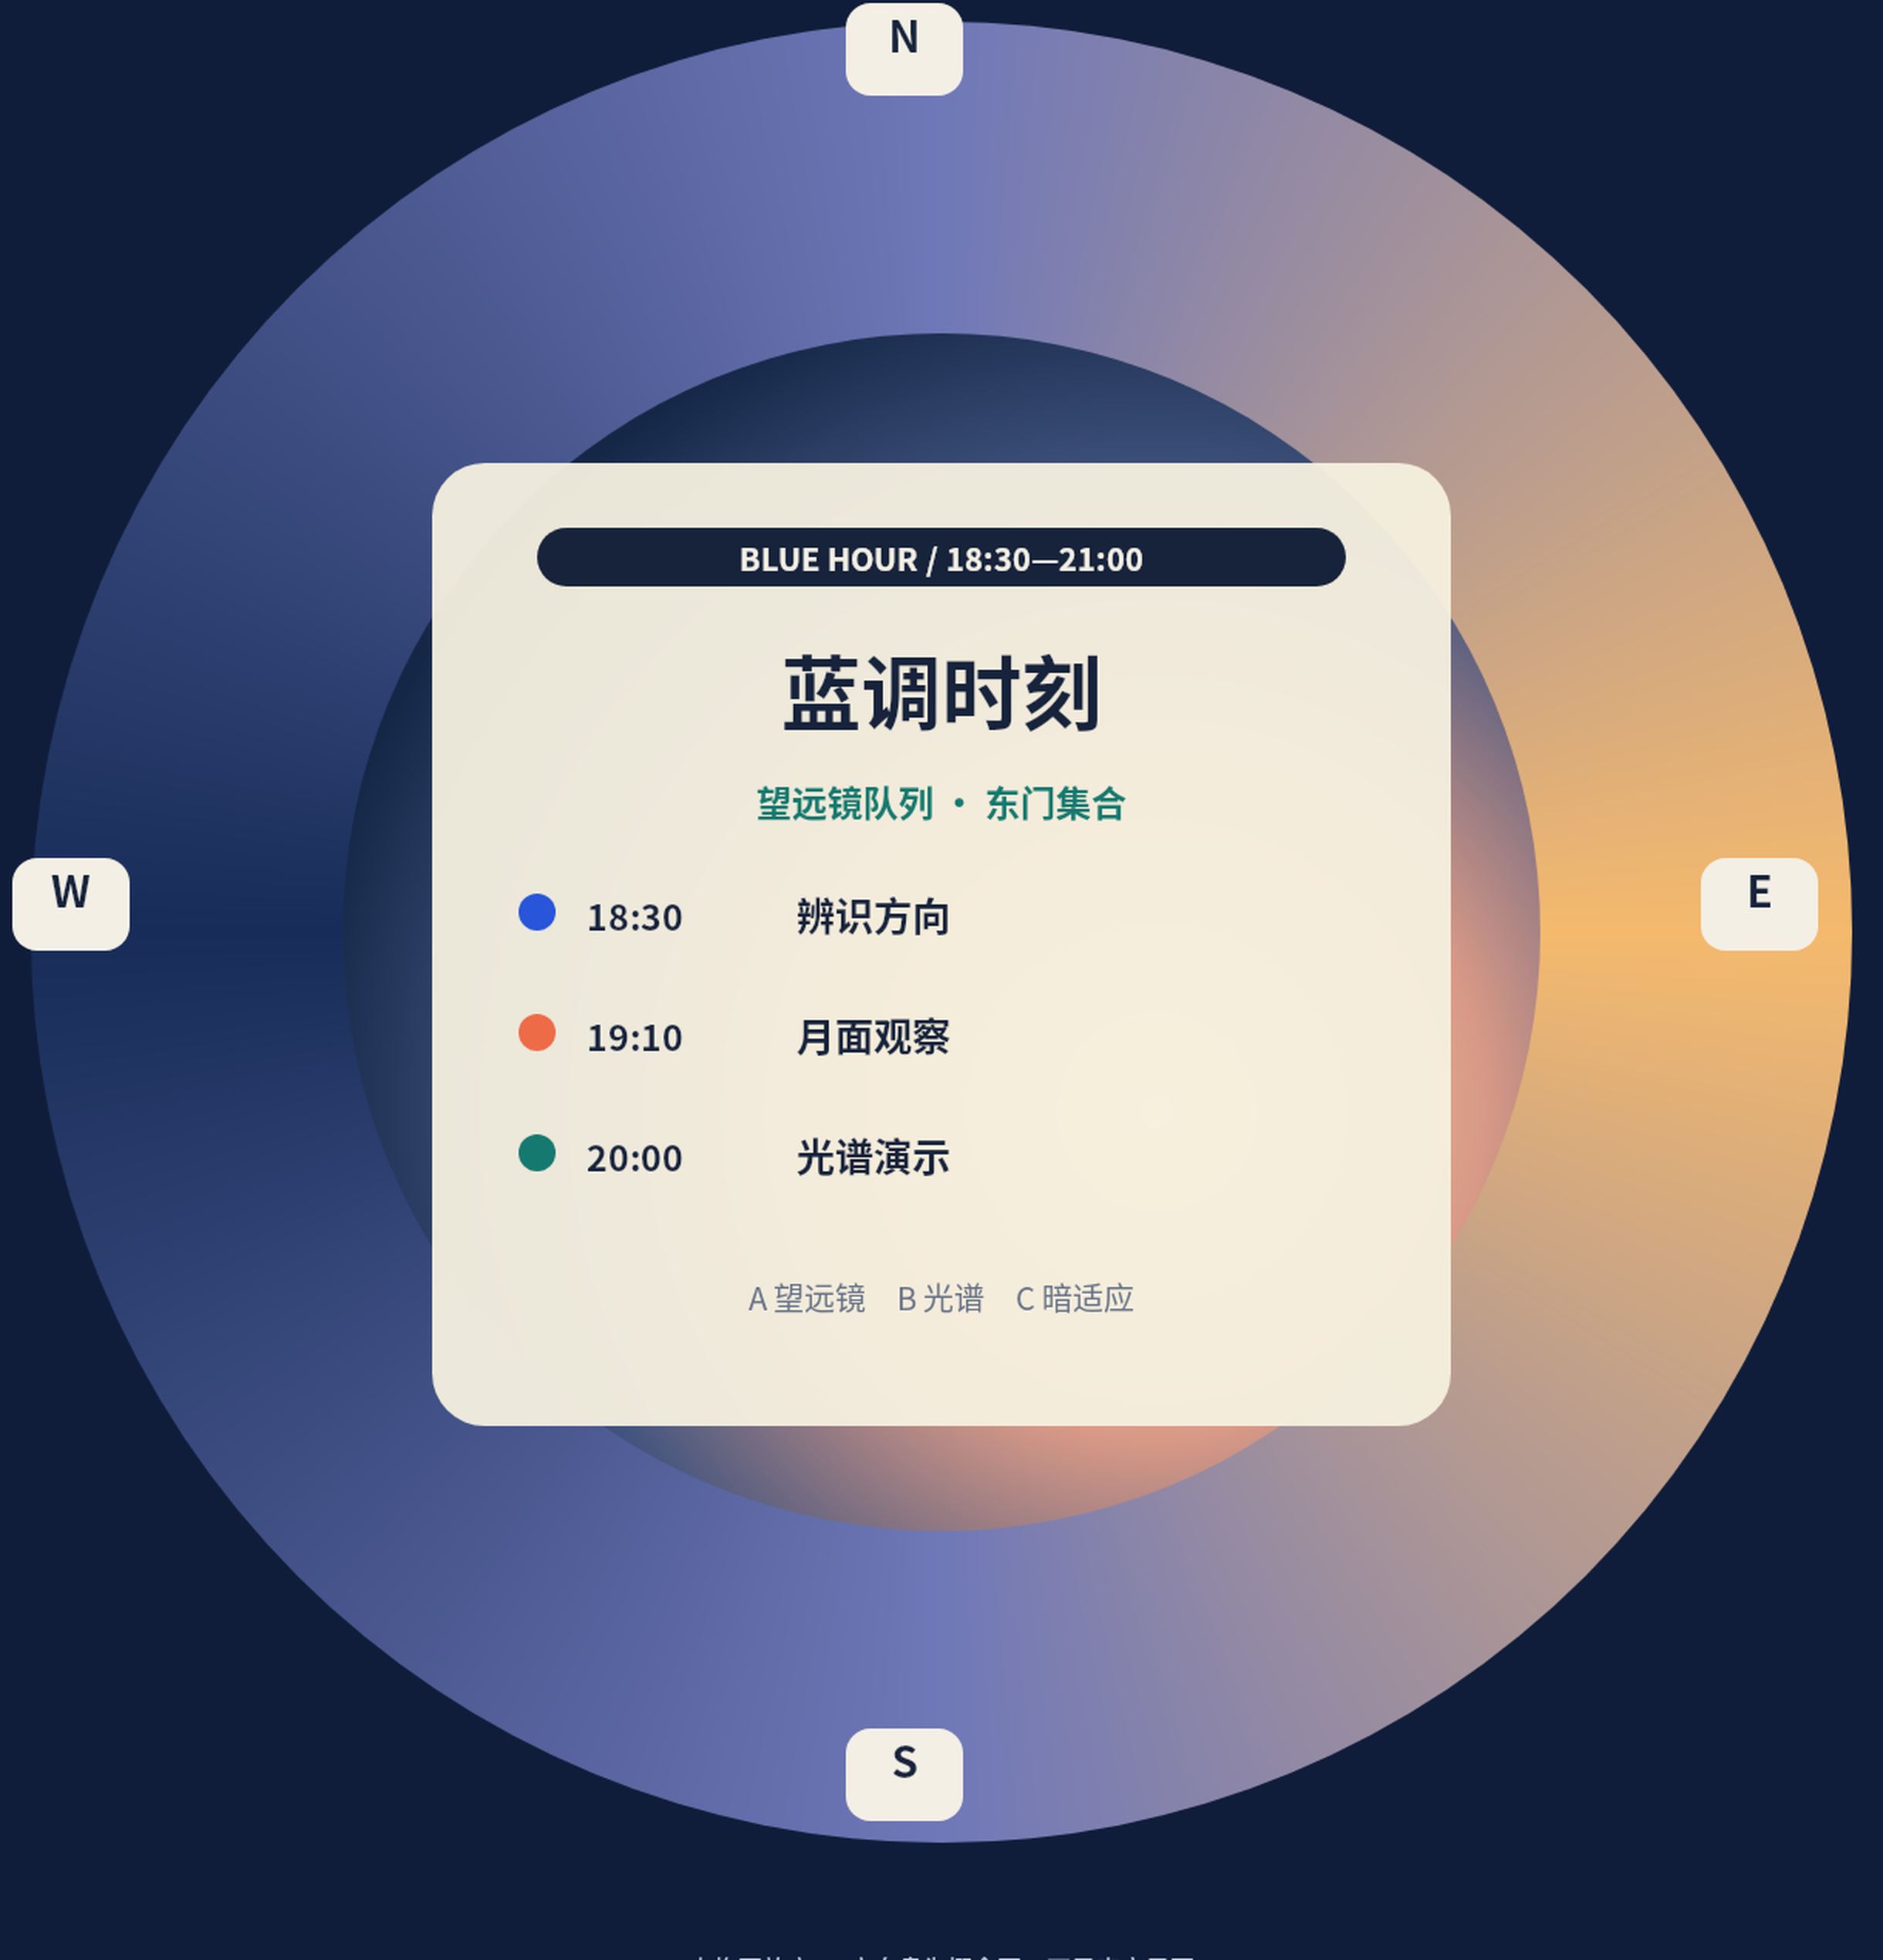 N
BLUE HOUR / 18:30—21:00
蓝调时刻
望远镜队列 · 东门集合
W
E
18:30 辨识方向
19:10 月面观察
20:00 光谱演示
A 望远镜 B 光谱 C 暗适应
S